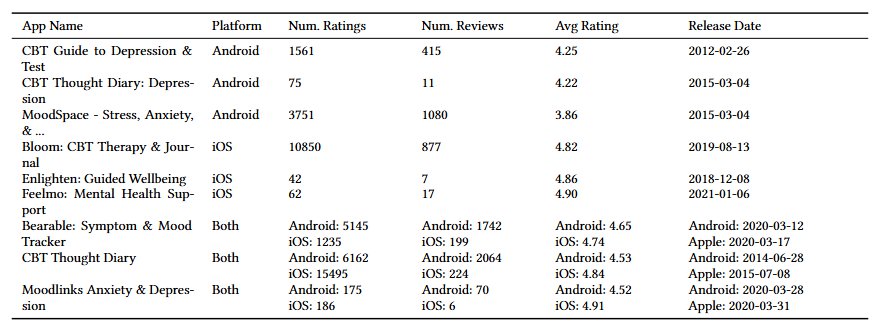 App Name Platform Num. Ratings Num. Reviews Avg Rating Release Date
CBT Guide to Depression & Android 1561 415 4.25 2012-02-26
Test
CBT Thought Diary: Depres- Android 75 11 4.22 2015-03-04
sion
MoodSpace - Stress, Anxiety, Android 3751 1080 3.86 2015-03-04
& ...
Bloom: CBT Therapy & Jour- iOS 10850 877 4.82 2019-08-13
nal
Enlighten: Guided Wellbeing iOS 42 7 4.86 2018-12-08
Feelmo: Mental Health Sup- iOS 62 17 4.90 2021-01-06
port
Bearable: Symptom & Mood Both Android: 5145 Android: 1742 Android: 4.65 Android: 2020-03-12
Tracker iOS: 1235 iOS: 199 iOS: 4.74 Apple: 2020-03-17
CBT Thought Diary Both Android: 6162 Android: 2064 Android: 4.53 Android: 2014-06-28
iOS: 15495 iOS: 224 iOS: 4.84 Apple: 2015-07-08
Moodlinks Anxiety & Depres- Both Android: 175 Android: 70 Android: 4.52 Android: 2020-03-28
sion iOS: 186 iOS: 6 iOS: 4.91 Apple: 2020-03-31